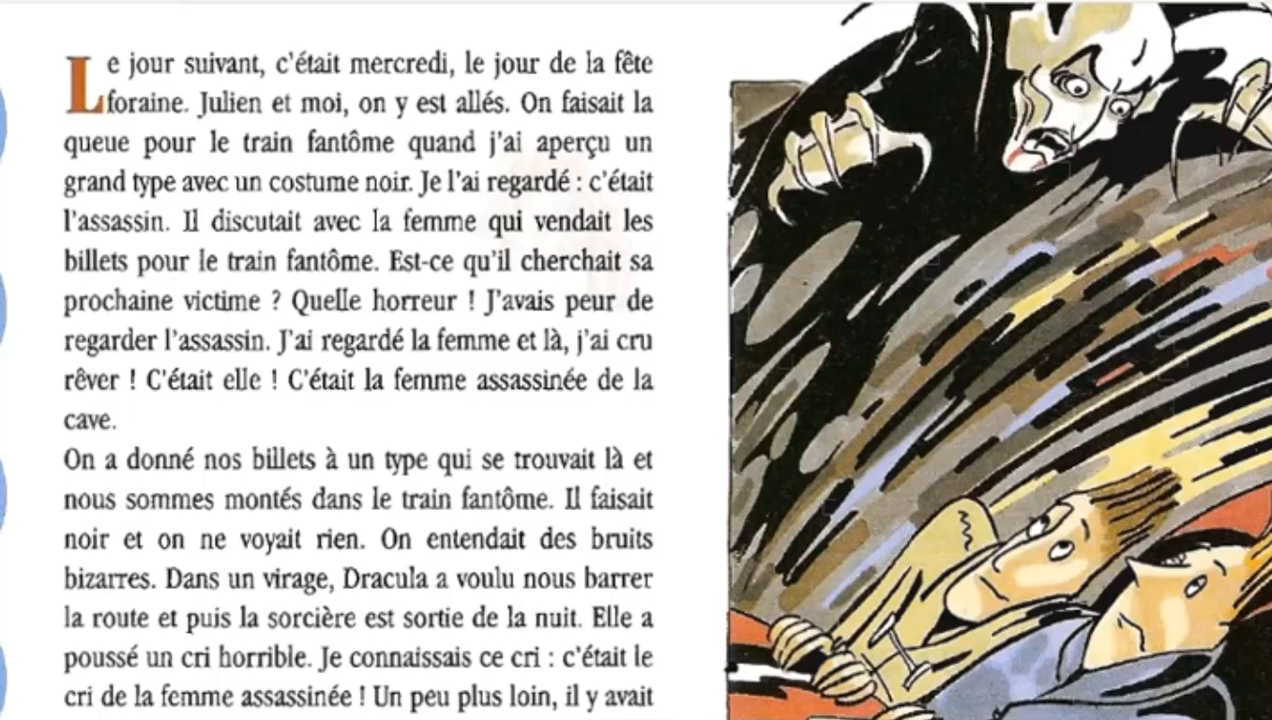 Le jour suivant, c'était mercredi, le jour de la fête
foraine. Julien et moi, on y est allés. On faisait la
queue pour le train fantôme quand j'ai aperçu un
grand type avec un costume noir. Je l'ai regardé : c'était
l'assassin. Il discutait avec la femme qui vendait les
billets pour le train fantôme. Est-ce qu'il cherchait sa
prochaine victime ? Quelle horreur ! J'avais peur de
regarder l'assassin. J'ai regardé la femme et là, j'ai cru
rêver ! C'était elle ! C'était la femme assassinée de la
cave.
On a donné nos billets à un type qui se trouvait là et
nous sommes montés dans le train fantôme. Il faisait
noir et on ne voyait rien. On entendait des bruits
bizarres. Dans un virage, Dracula a voulu nous barrer
la route et puis la sorcière est sortie de la nuit. Elle a
poussé un cri horrible. Je connaissais ce cri : c'était le
cri de la femme assassinée ! Un peu plus loin, il y avait